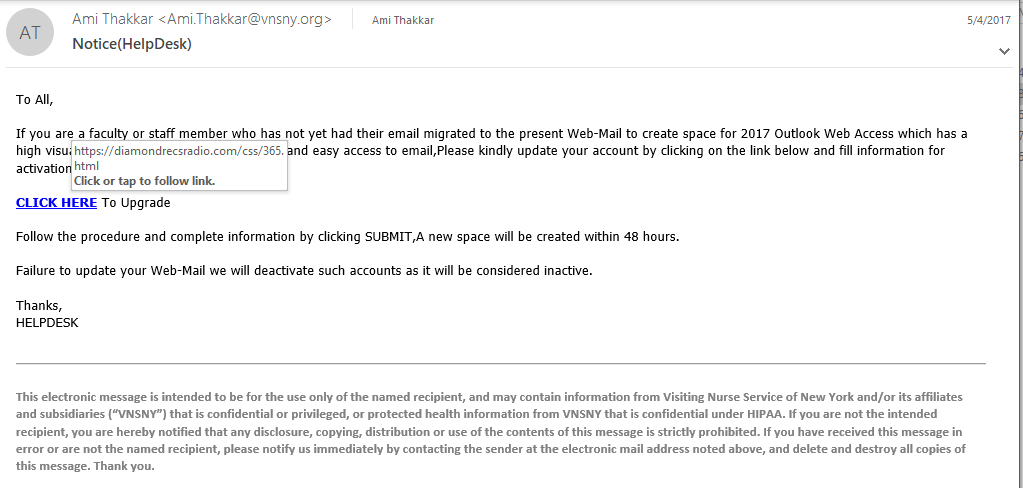 AT
Ami Thakkar <Ami.Thakkar@vnsny.org>
Ami Thakkar
5/4/2017
Notice(HelpDesk)
To All,
If you are a faculty or staff member who has not yet had their email migrated to the present Web-Mail to create space for 2017 Outlook Web Access which has a
high visua
and easy access to email,Please kindly update your account by clicking on the link below and fill information for
activation
https://diamondrecsradio.com/css/365.
html
Click or tap to follow link.
CLICK HERE To Upgrade
Follow the procedure and complete information by clicking SUBMIT,A new space will be created within 48 hours.
Failure to update your Web-Mail we will deactivate such accounts as it will be considered inactive.
Thanks,
HELPDESK
This electronic message is intended to be for the use only of the named recipient, and may contain information from Visiting Nurse Service of New York and/or its affiliates
and subsidiaries (“VNSNY”) that is confidential or privileged, or protected health information from VNSNY that is confidential under HIPAA. If you are not the intended
recipient, you are hereby notified that any disclosure, copying, distribution or use of the contents of this message is strictly prohibited. If you have received this message in
error or are not the named recipient, please notify us immediately by contacting the sender at the electronic mail address noted above, and delete and destroy all copies of
this message. Thank you.